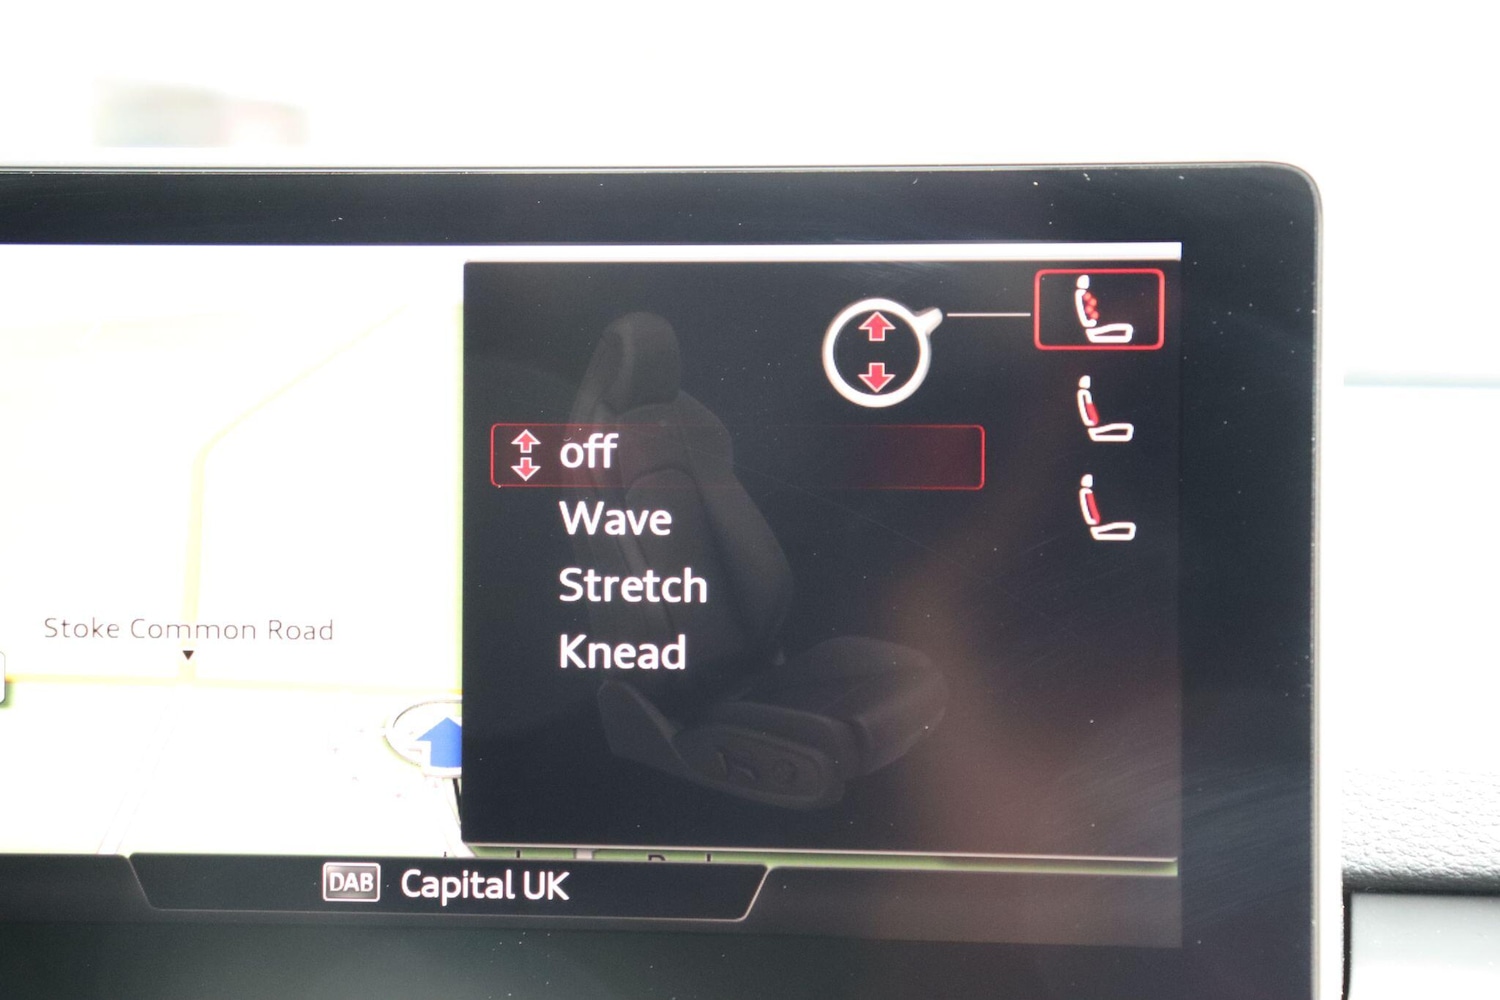 off
Wave
Stretch
Knead
Stoke Common Road
DAB Capital UK